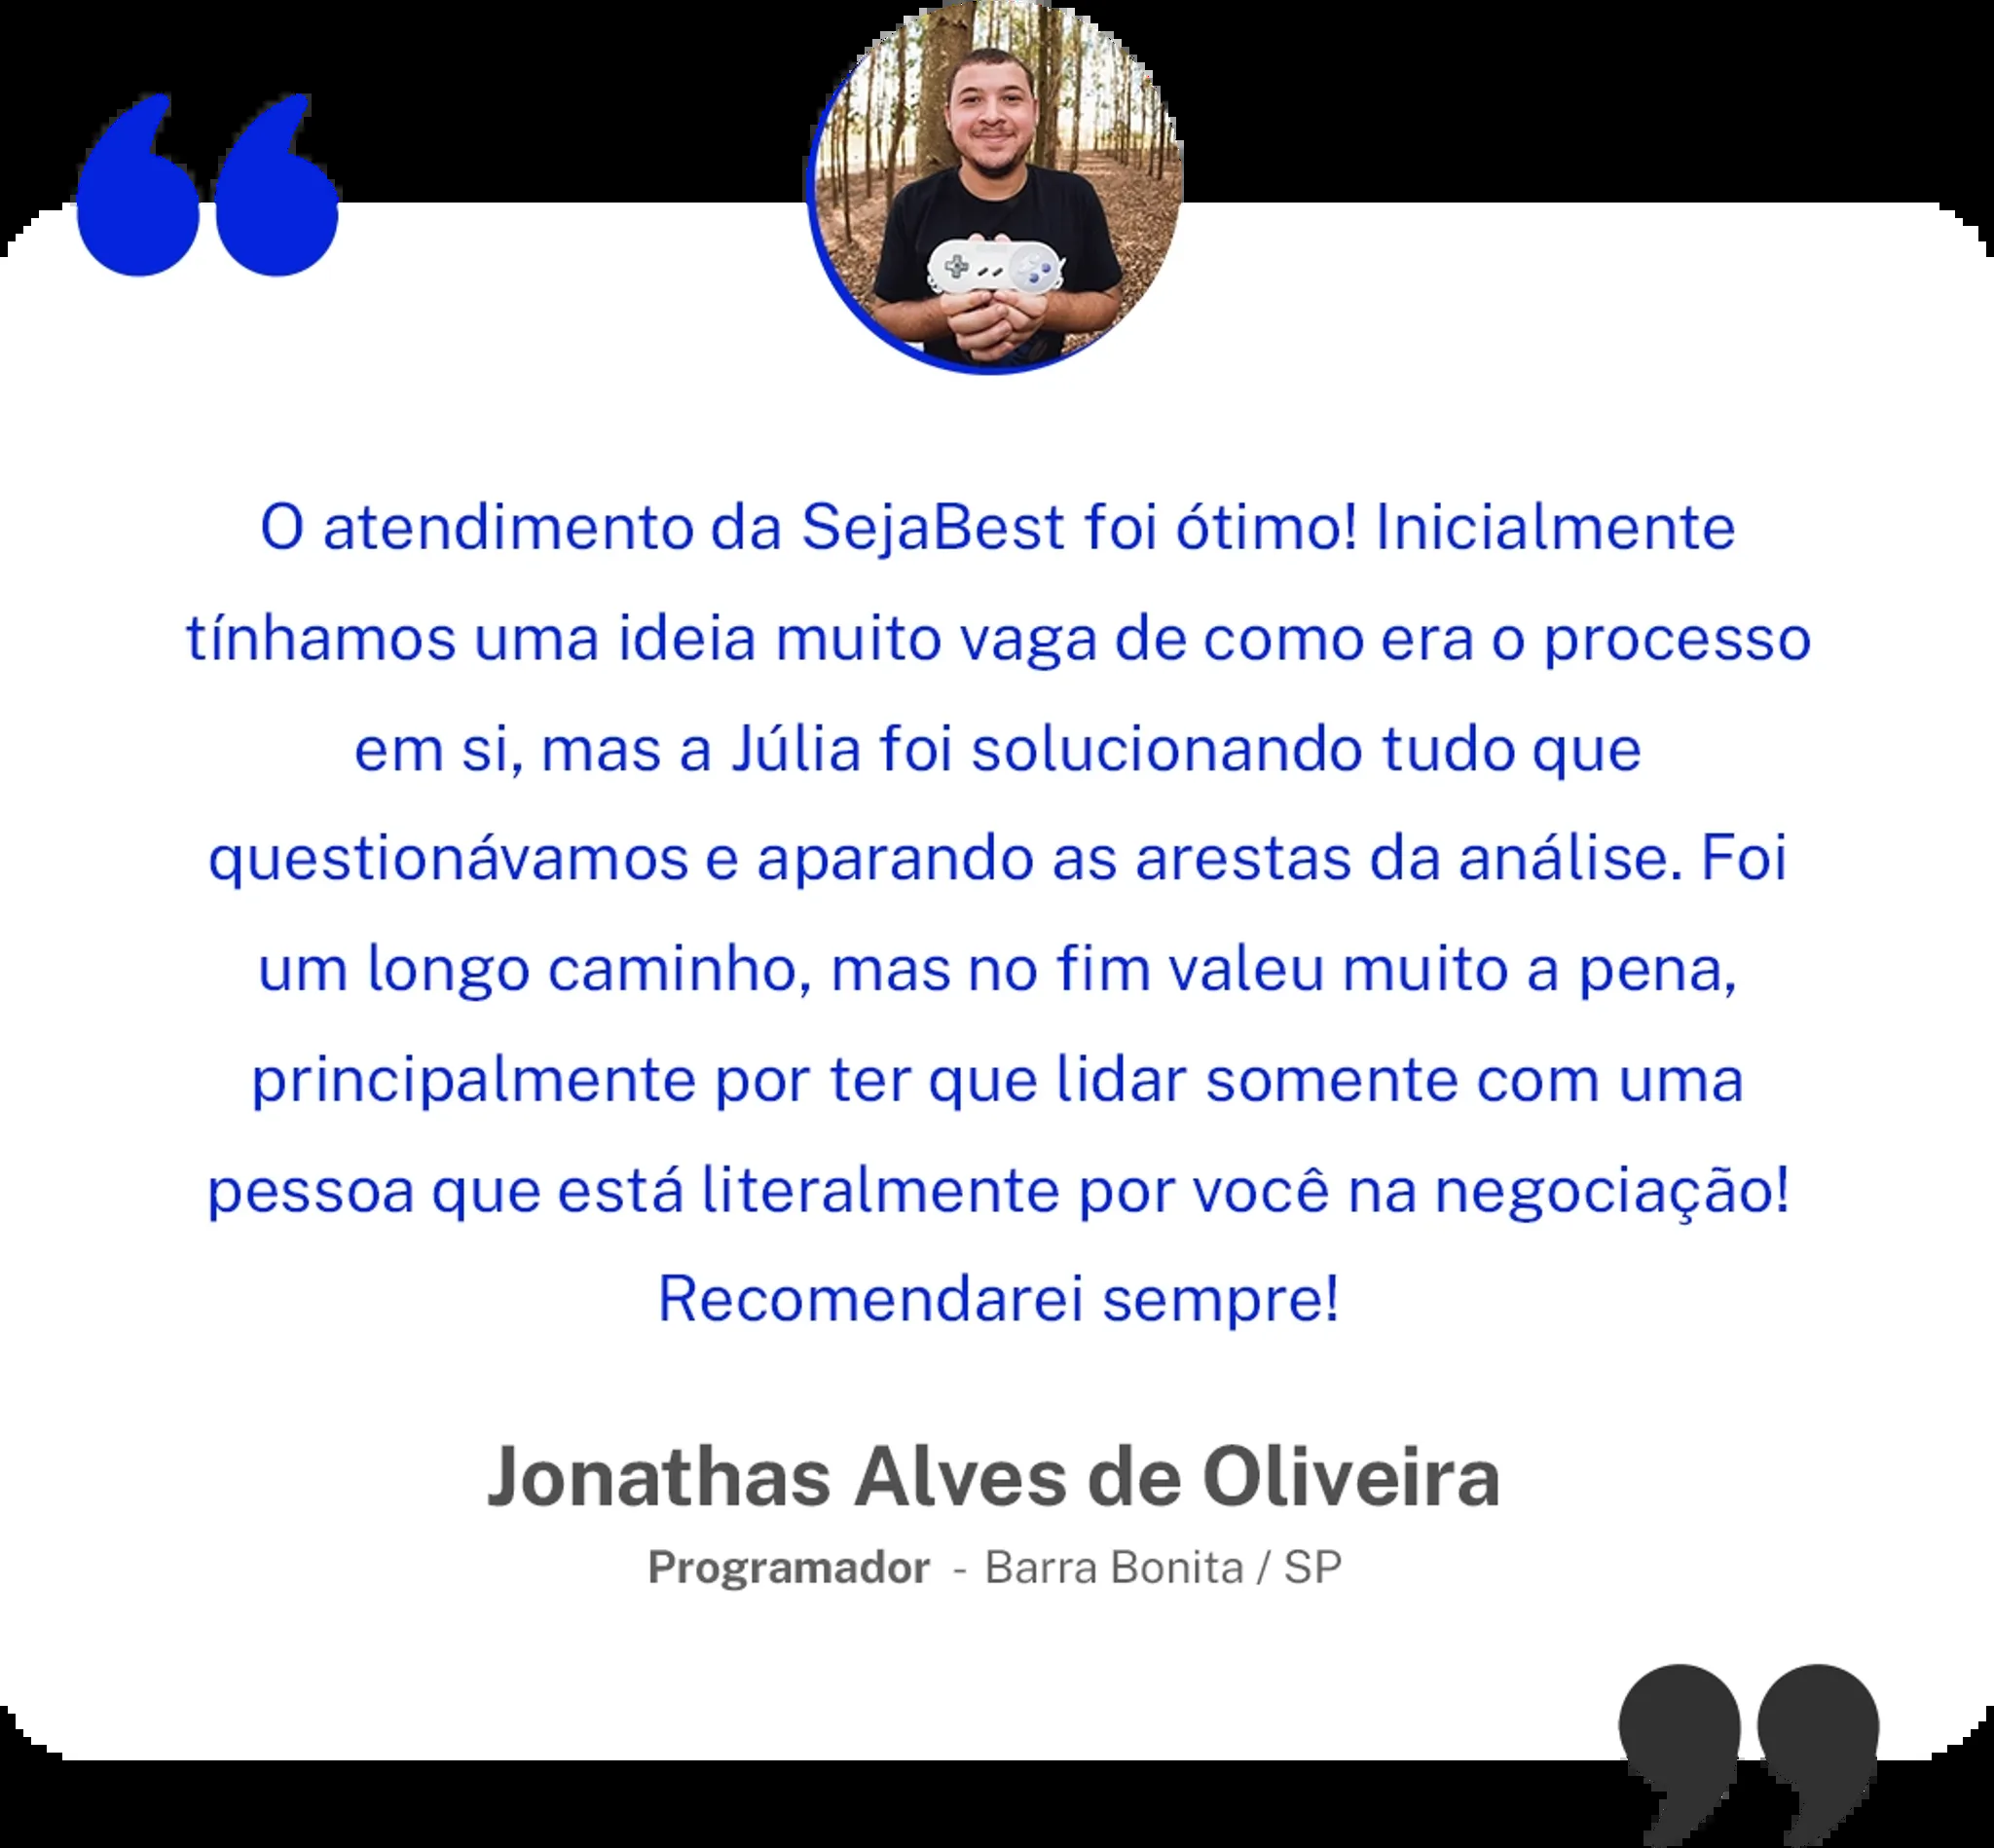 O atendimento da SejaBest foi ótimo! Inicialmente
tínhamos uma ideia muito vaga de como era o processo
em si, mas a Júlia foi solucionando tudo que
questionávamos e aparando as arestas da análise. Foi
um longo caminho, mas no fim valeu muito a pena,
principalmente por ter que lidar somente com uma
pessoa que está literalmente por você na negociação!
Recomendarei sempre!
Jonathas Alves de Oliveira
Programador - Barra Bonita / SP